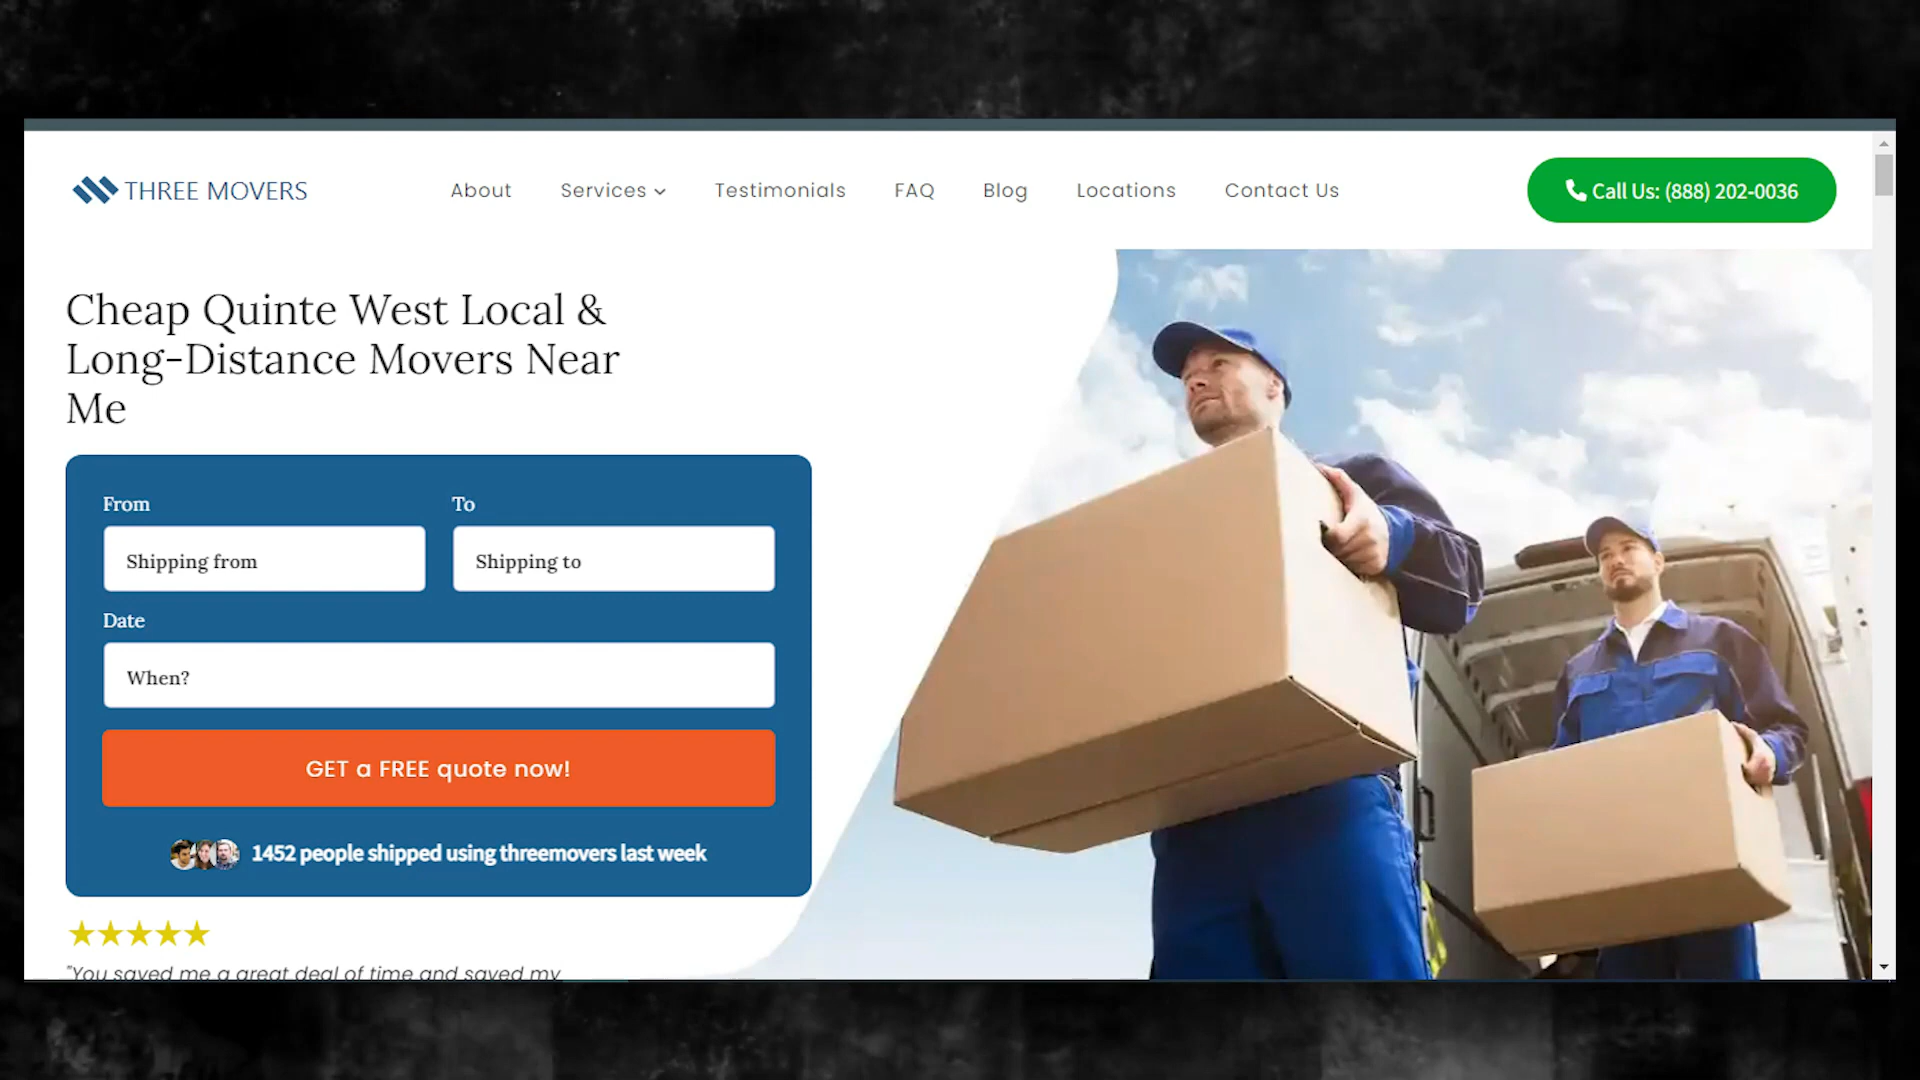 THREE MOVERS
About
Services
Testimonials
FAQ
Blog
Locations
Contact Us
Call Us: (888) 202-0036
Cheap Quinte West Local &
Long-Distance Movers Near
Me
From
To
Shipping from
Shipping to
Date
When?
GET a FREE quote now!
1452 people shipped using threemovers last week
"You saved me a great deal of time and saved my